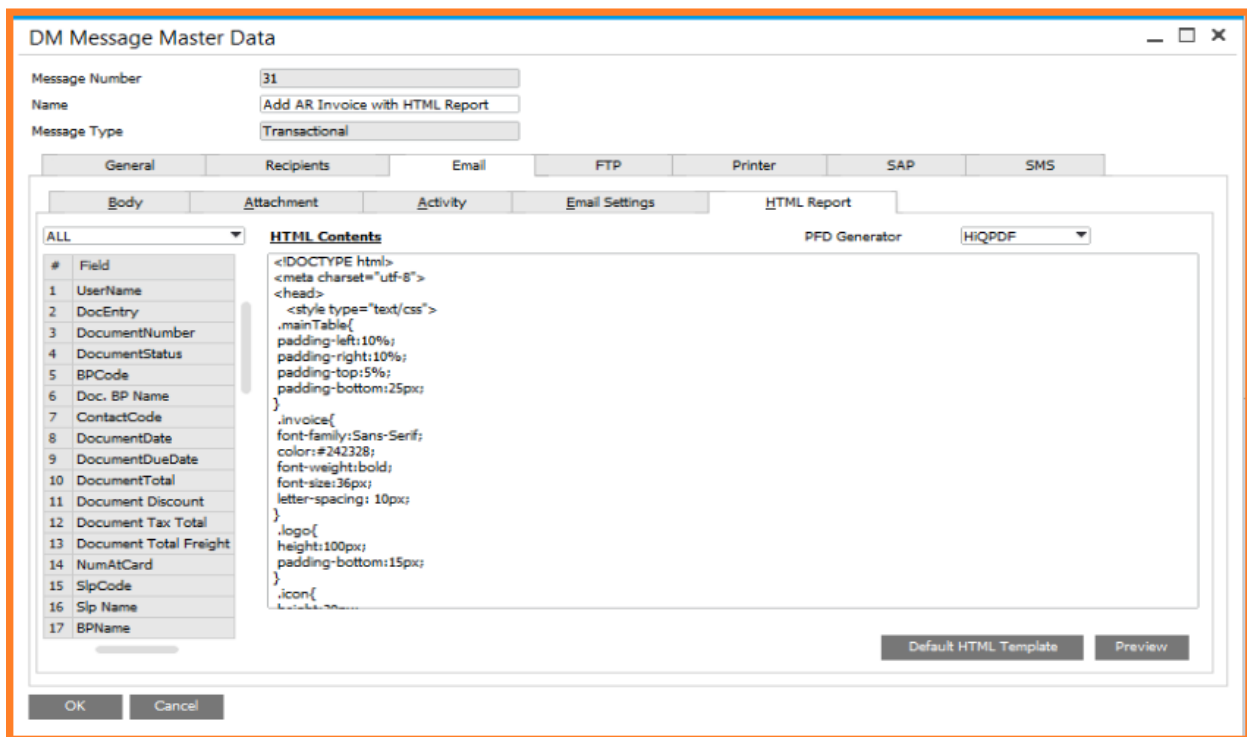 DM Message Master Data
Message Number 31
Name Add AR Invoice with HTML Report
Message Type Transactional
General Recipients Email FTP Printer SAP SMS
Body Attachment Activity Email Settings HTML Report
ALL HTML Contents PFD Generator HiQPDF
# Field
1 UserName
2 DocEntry
3 DocumentNumber
4 DocumentStatus
5 BPCode
6 Doc. BP Name
7 ContactCode
8 DocumentDate
9 DocumentDueDate
10 DocumentTotal
11 Document Discount
12 Document Tax Total
13 Document Total Freight
14 NumAtCard
15 SlpCode
16 Slp Name
17 BPName
<!DOCTYPE html>
<meta charset="utf-8">
<head>
<style type="text/css">
.mainTable{
padding-left:10%;
padding-right:10%;
padding-top:5%;
padding-bottom:25px;
}
.invoice{
font-family:Sans-Serif;
color:#242328;
font-weight:bold;
font-size:36px;
letter-spacing: 10px;
}
.logo{
height:100px;
padding-bottom:15px;
}
.icon{
Default HTML Template Preview
OK Cancel